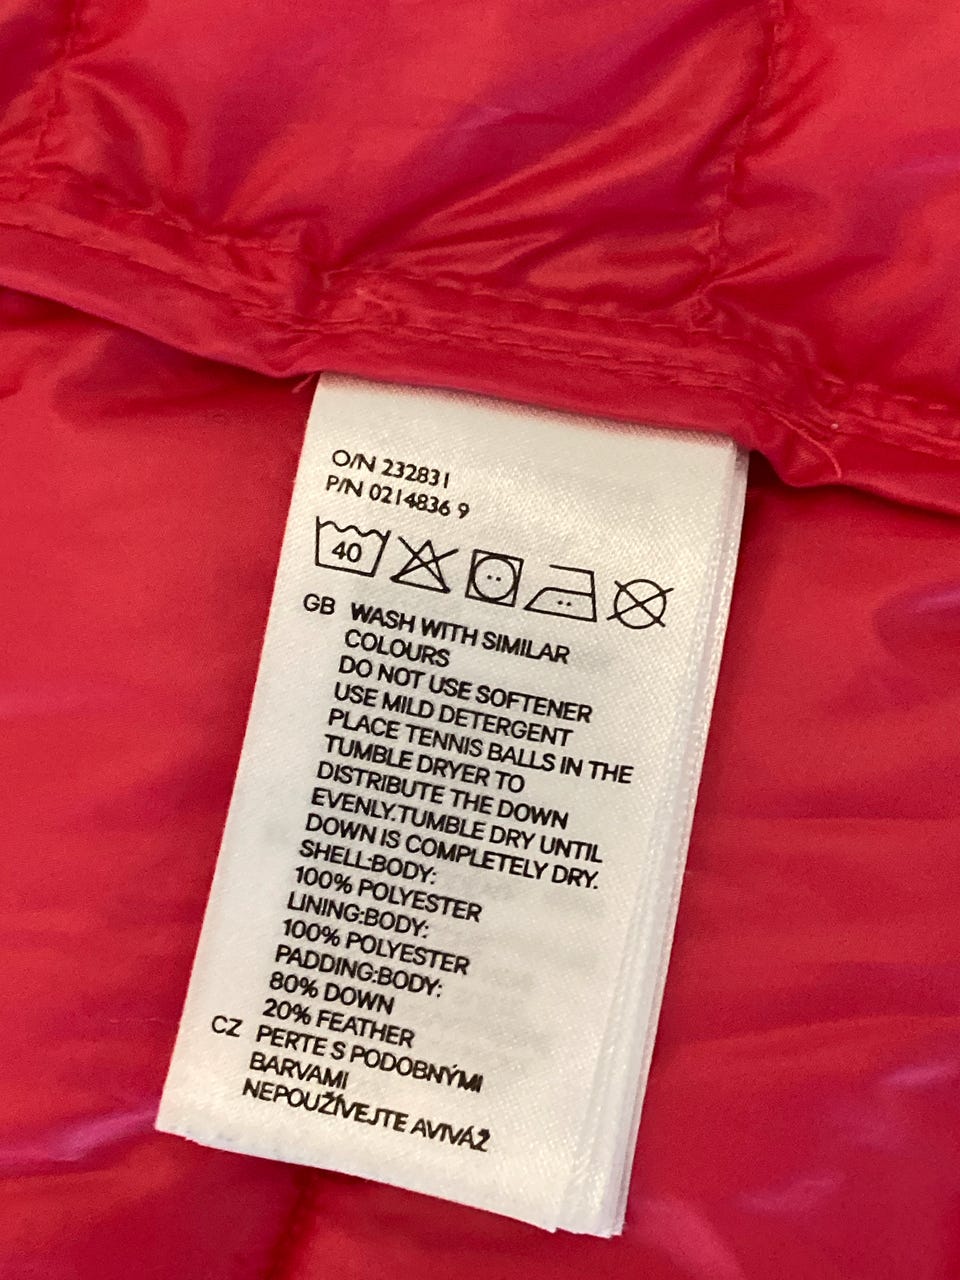 O/N 232831
P/N 0214836 9
40
GB WASH WITH SIMILAR
COLOURS
DO NOT USE SOFTENER
USE MILD DETERGENT
PLACE TENNIS BALLS IN THE
TUMBLE DRYER TO
DISTRIBUTE THE DOWN
EVENLY.TUMBLE DRY UNTIL
DOWN IS COMPLETELY DRY.
SHELL:BODY:
100% POLYESTER
LINING:BODY:
100% POLYESTER
PADDING:BODY:
80% DOWN
20% FEATHER
CZ PERTE S PODOBNÝMI
BARVAMI
NEPOUŽÍVEJTE AVIVÁŽ